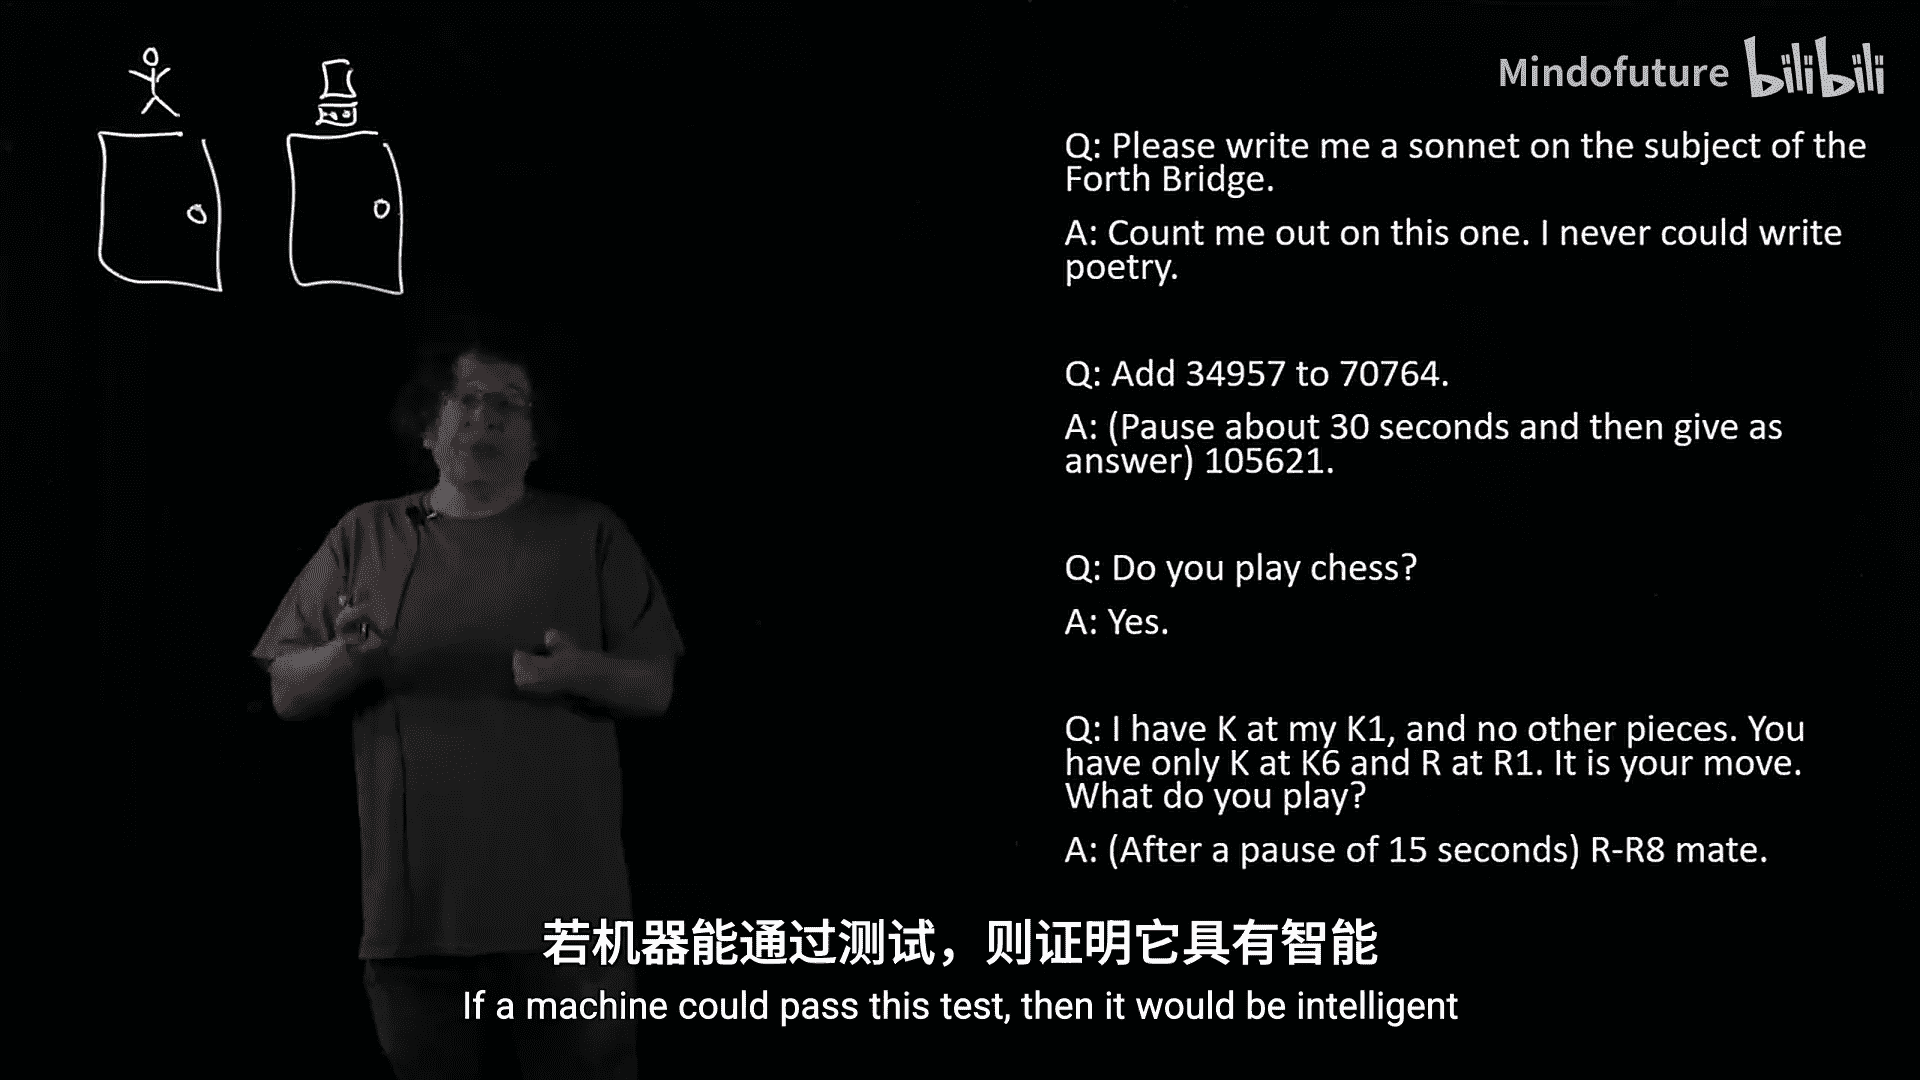 Mindofuture bilibili
Q: Please write me a sonnet on the subject of the
Forth Bridge.
A: Count me out on this one. I never could write
poetry.
Q: Add 34957 to 70764.
A: (Pause about 30 seconds and then give as
answer) 105621.
Q: Do you play chess?
A: Yes.
Q: I have K at my K1, and no other pieces. You
have only K at K6 and R at R1. It is your move.
What do you play?
A: (After a pause of 15 seconds) R-R8 mate.
若机器能通过测试，则证明它具有智能
If a machine could pass this test, then it would be intelligent